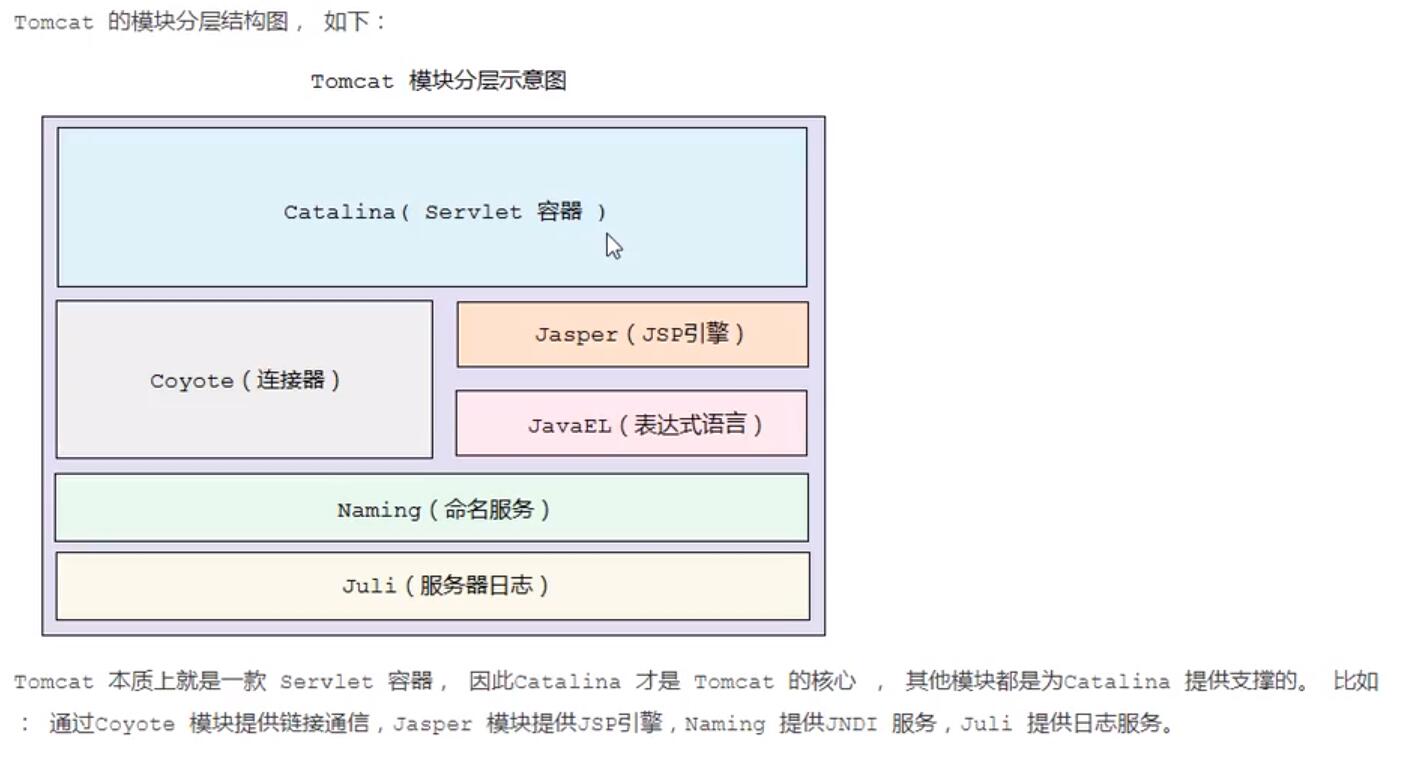 Tomcat 的模块分层结构图， 如下：
Tomcat 模块分层示意图
Catalina( Servlet 容器 )
Coyote（连接器）
Jasper（JSP引擎）
JavaEL（表达式语言）
Naming（命名服务）
Juli（服务器日志）
Tomcat 本质上就是一款 Servlet 容器， 因此Catalina 才是 Tomcat 的核心 ， 其他模块都是为Catalina 提供支撑的。 比如
： 通过Coyote 模块提供链接通信，Jasper 模块提供JSP引擎，Naming 提供JNDI 服务，Juli 提供日志服务。